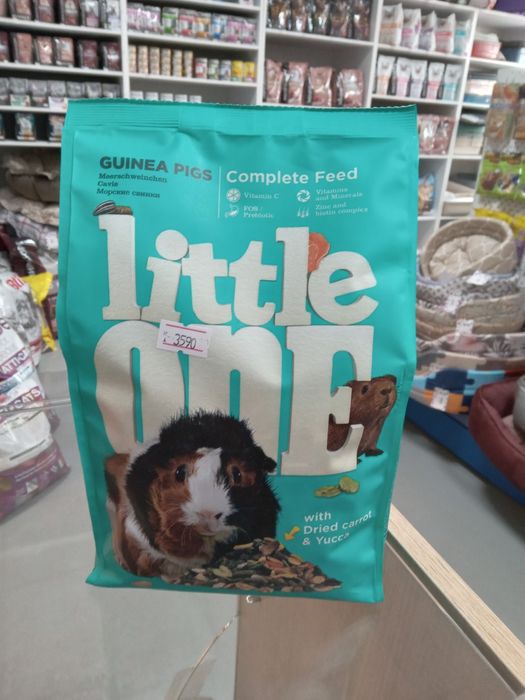 GUINEA PIGS
Meerschweinchen
Cavia
Морские свинки
Complete Feed
Vitamin C
Vitamins
and Minerals
FOS /
Prebiotic
Zinc and
biotin complex
little
one
3590
with
Dried carrot
& Yucca